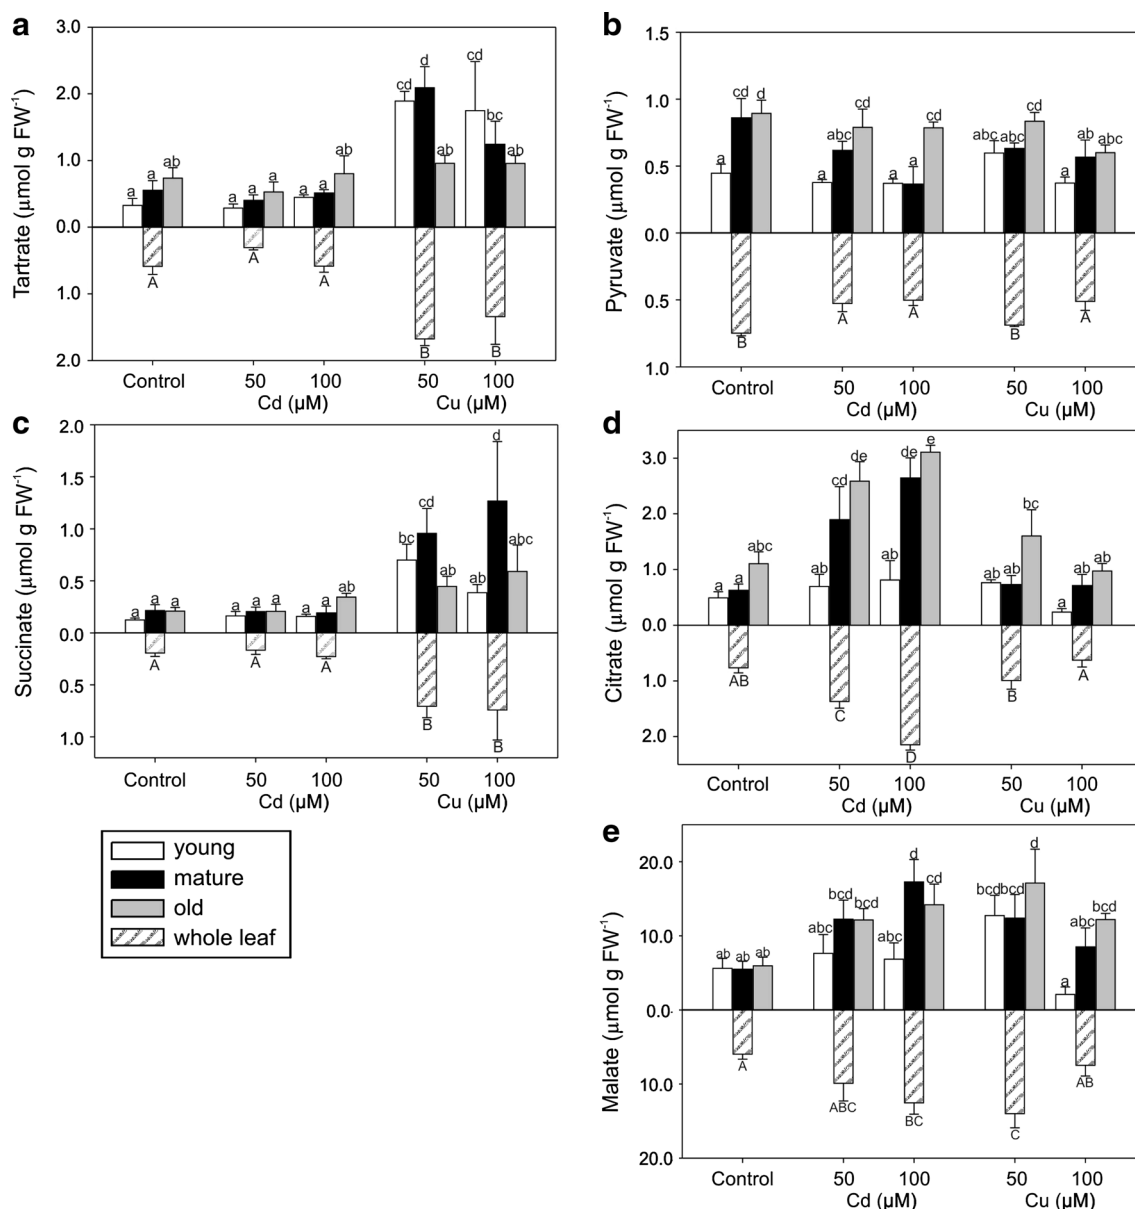 a
Tartrate (µmol g FW⁻¹)
3.0
2.0
1.0
0.0
1.0
2.0
a a ab
a a a
a a ab
cd d ab
cd bc ab
A A A B B
Control 50 100 50 100
Cd (µM) Cu (µM)
b
Pyruvate (µmol g FW⁻¹)
1.5
1.0
0.5
0.0
0.5
1.0
a cd d
a abc cd
a a cd
abc abc cd
a ab abc
B A A B A
Control 50 100 50 100
Cd (µM) Cu (µM)
c
Succinate (µmol g FW⁻¹)
2.0
1.5
1.0
0.5
0.0
0.5
1.0
a a a
a a a
a a ab
bc cd ab
ab d abc
A A A B B
Control 50 100 50 100
Cd (µM) Cu (µM)
d
Citrate (µmol g FW⁻¹)
3.0
2.0
1.0
0.0
1.0
2.0
a a abc
ab cd de
ab de e
ab ab bc
a ab ab
AB C D B A
Control 50 100 50 100
Cd (µM) Cu (µM)
young
mature
old
whole leaf
e
Malate (µmol g FW⁻¹)
20.0
10.0
0.0
10.0
20.0
ab ab ab
abc bcd bcd
abc d cd
bcd bcd d
a abc bcd
A ABC BC C AB
Control 50 100 50 100
Cd (µM) Cu (µM)